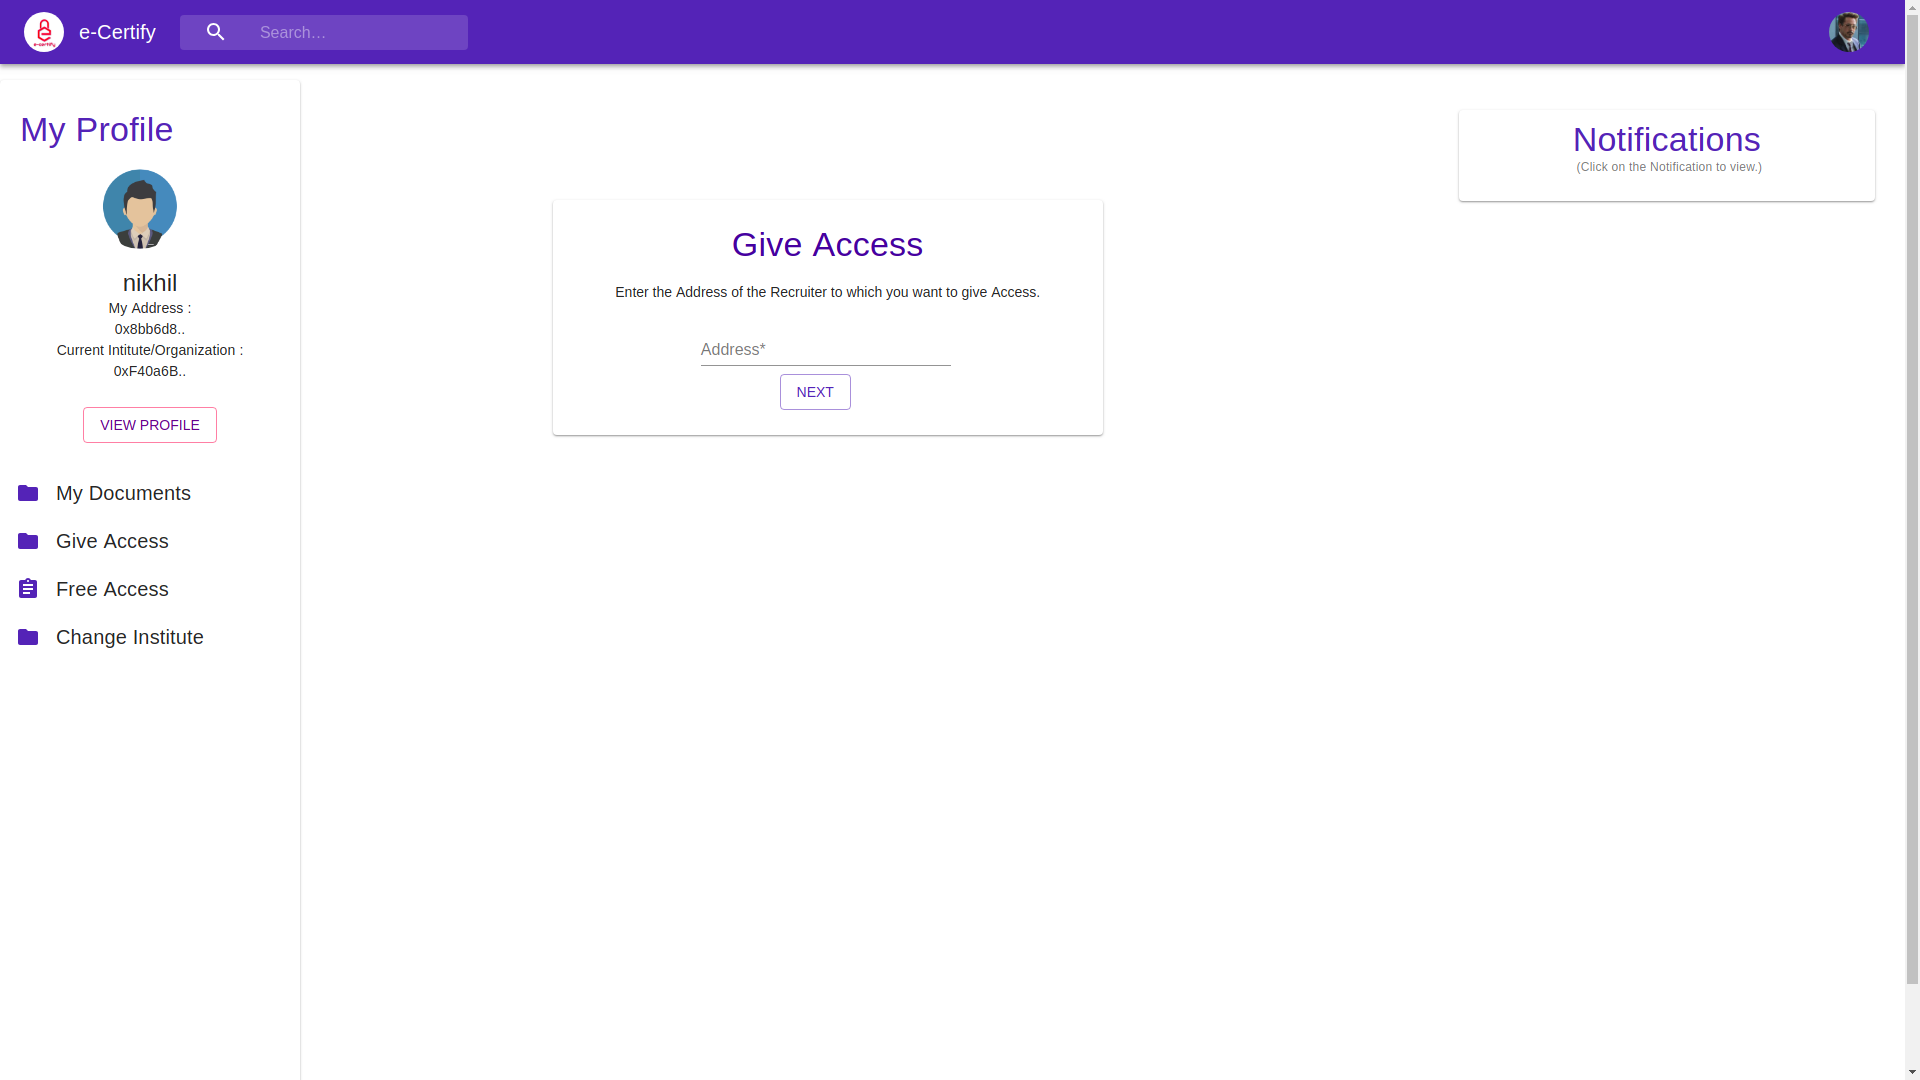 e-Certify
Search…
My Profile
nikhil
My Address :
0x8bb6d8..
Current Intitute/Organization :
0xF40a6B..
VIEW PROFILE
My Documents
Give Access
Free Access
Change Institute
Give Access
Enter the Address of the Recruiter to which you want to give Access.
Address*
NEXT
Notifications
(Click on the Notification to view.)